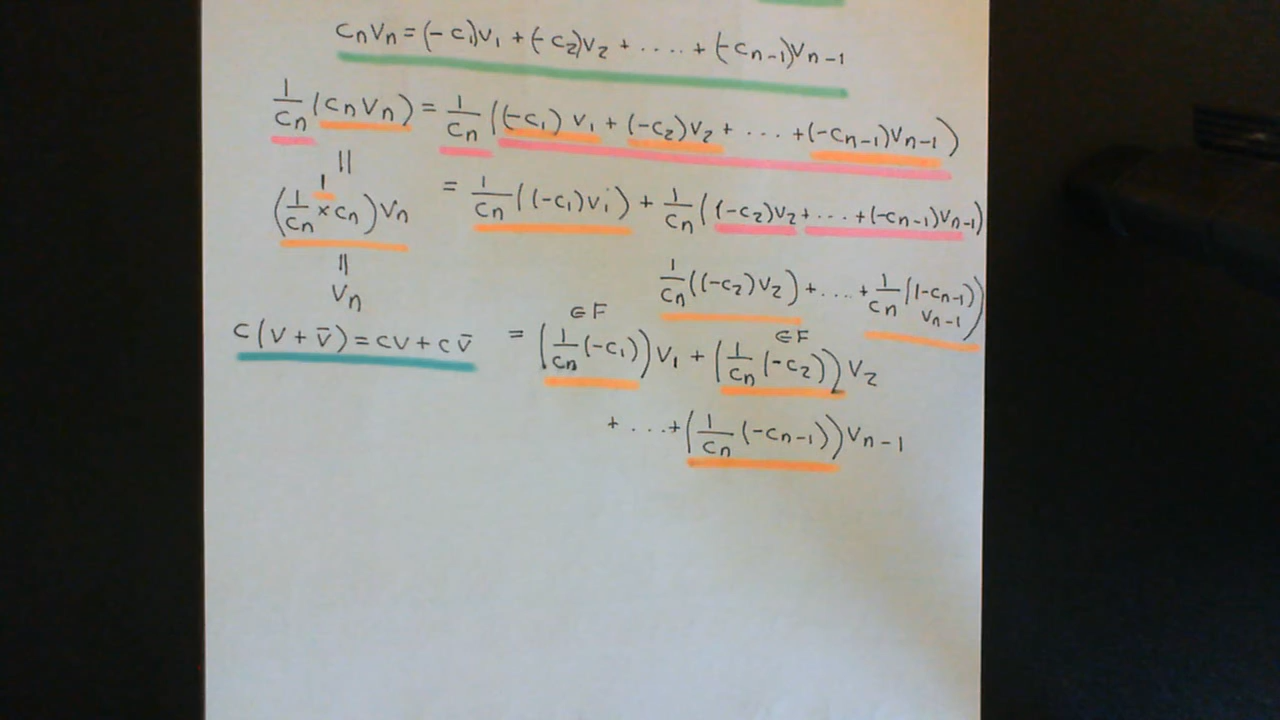 cₙvₙ = (-c₁)v₁ + (-c₂)v₂ + .... + (-cₙ₋₁)vₙ₋₁
1/cₙ (cₙvₙ) = 1/cₙ ((-c₁) v₁ + (-c₂)v₂ + ... + (-cₙ₋₁)vₙ₋₁)
||
1
(1/cₙ × cₙ)vₙ = 1/cₙ ((-c₁)v₁) + 1/cₙ ((-c₂)v₂ + ... + (-cₙ₋₁)vₙ₋₁)
||
vₙ
1/cₙ ((-c₂)v₂) + .... + 1/cₙ ((-cₙ₋₁) vₙ₋₁)
∈F ∈F
c(v + v̄) = cv + cv̄ = (1/cₙ (-c₁))v₁ + (1/cₙ (-c₂))v₂
+ ... + (1/cₙ (-cₙ₋₁))vₙ₋₁